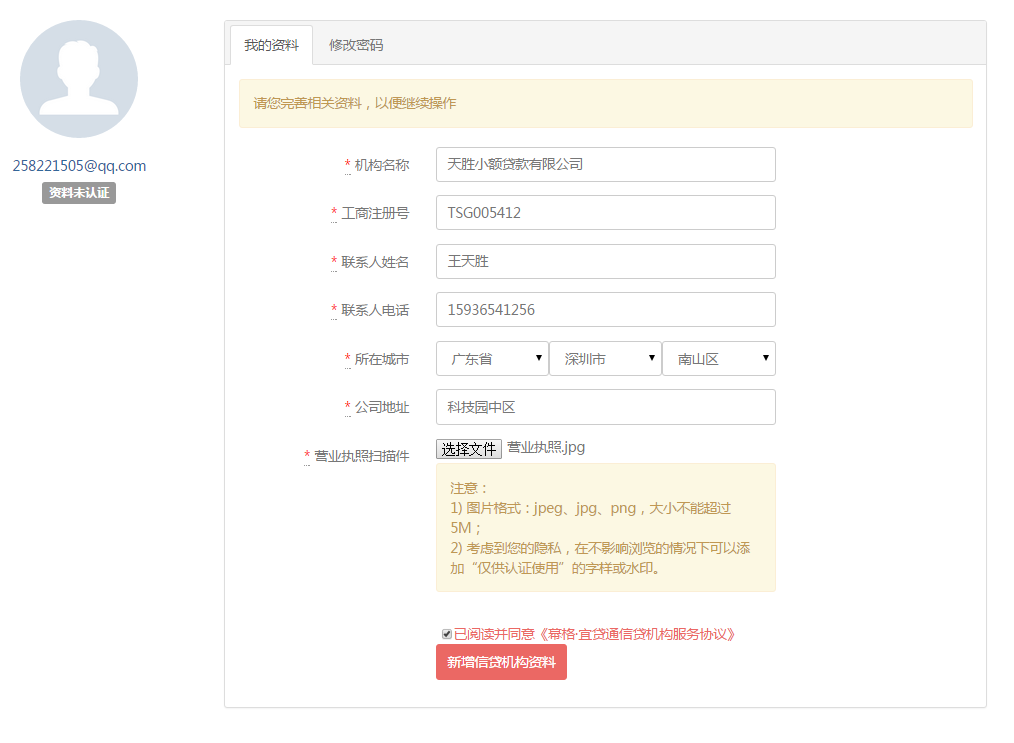 我的资料
修改密码
请您完善相关资料，以便继续操作
258221505@qq.com
资料未认证
* 机构名称
天胜小额贷款有限公司
* 工商注册号
TSG005412
* 联系人姓名
王天胜
* 联系人电话
15936541256
* 所在城市
广东省
深圳市
南山区
* 公司地址
科技园中区
* 营业执照扫描件
选择文件 营业执照.jpg
注意：
1) 图片格式：jpeg、jpg、png，大小不能超过
5M；
2) 考虑到您的隐私，在不影响浏览的情况下可以添
加“仅供认证使用”的字样或水印。
已阅读并同意《幕格·宜贷通信贷机构服务协议》
新增信贷机构资料